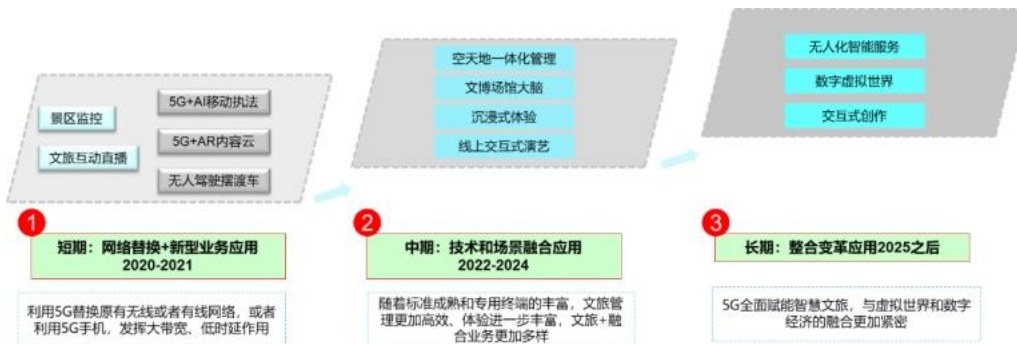 景区监控
文旅互动直播
5G+AI移动执法
5G+AR内容云
无人驾驶摆渡车
空天地一体化管理
文博场馆大脑
沉浸式体验
线上交互式演艺
无人化智能服务
数字虚拟世界
交互式创作
1
短期：网络替换+新型业务应用
2020-2021
利用5G替换原有无线或者有线网络，或者
利用5G手机，发挥大带宽、低时延作用
2
中期：技术和场景融合应用
2022-2024
随着标准成熟和专用终端的丰富，文旅管
理更加高效、体验进一步丰富，文旅+融
合业务更加多样
3
长期：整合变革应用2025之后
5G全面赋能智慧文旅，与虚拟世界和数字
经济的融合更加紧密